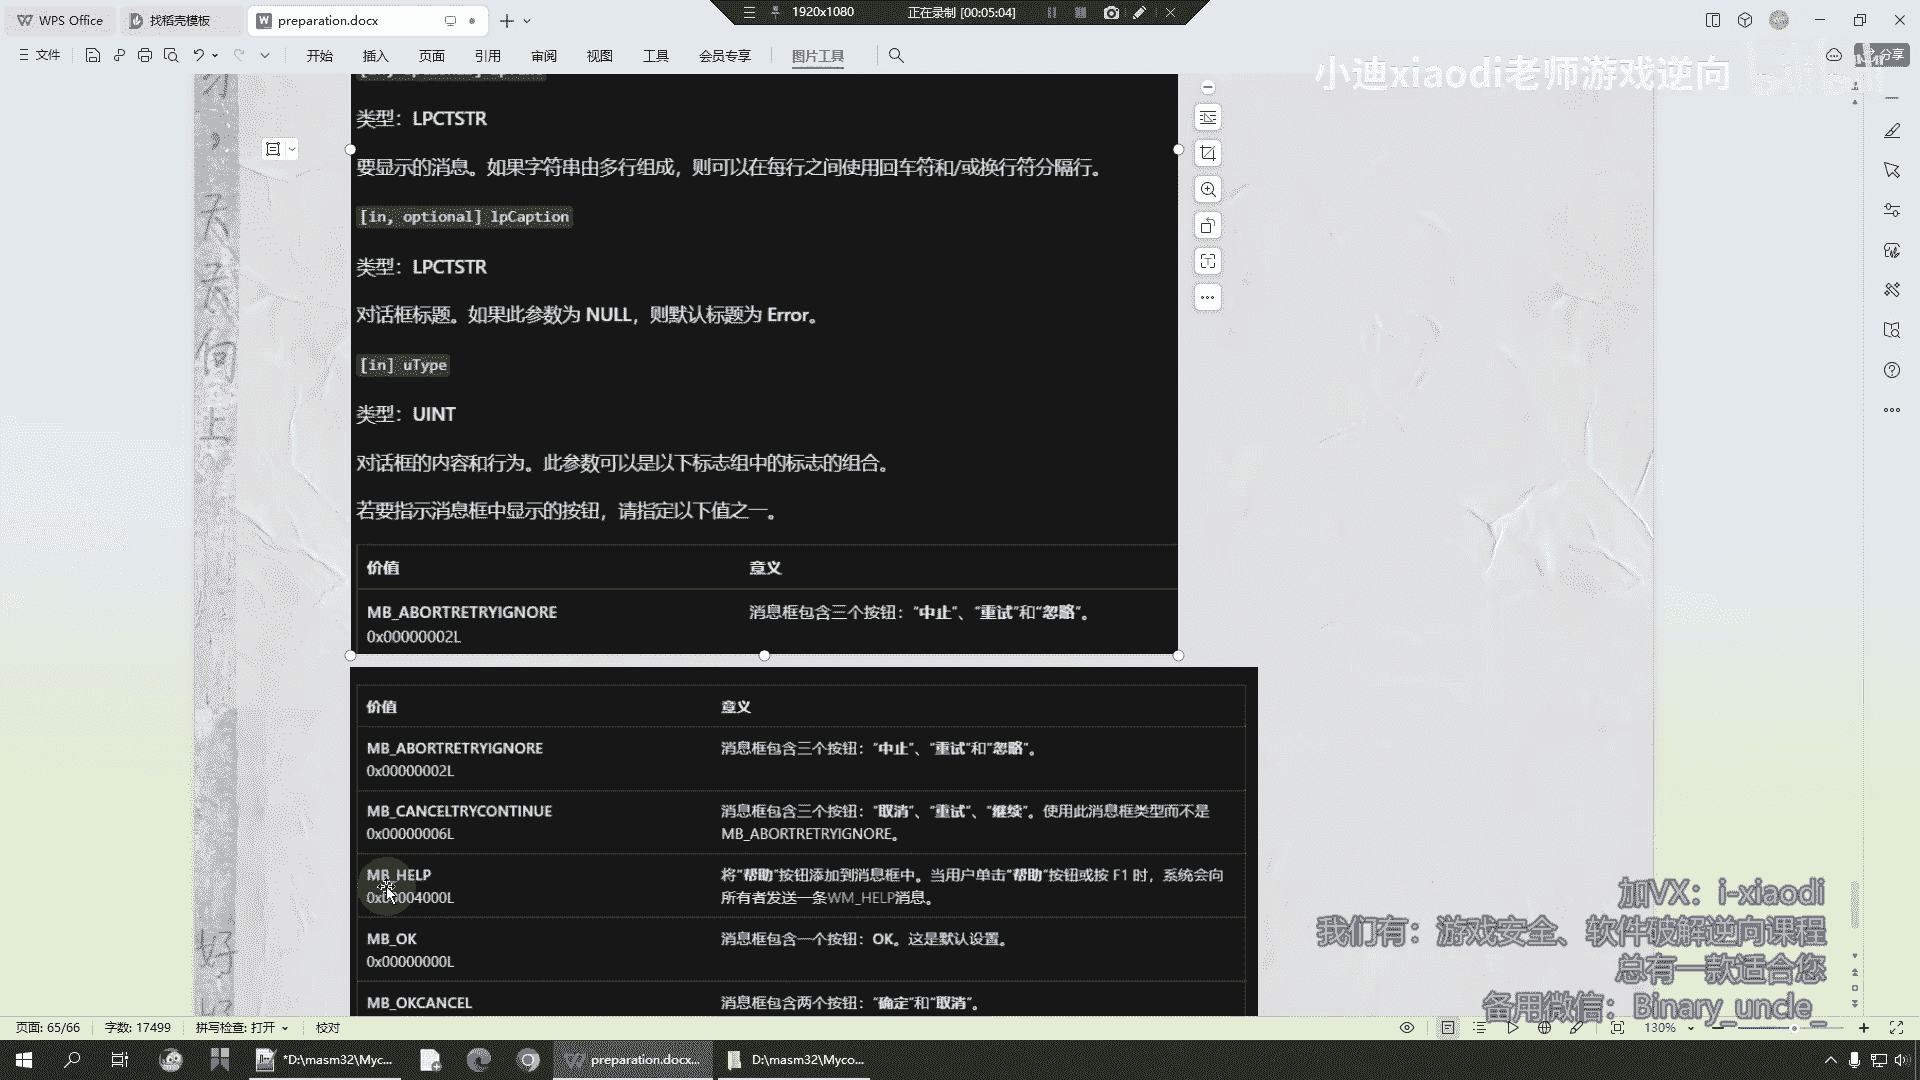 WPS Office
找稻壳模板
preparation.docx
1920x1080
正在录制 [00:05:04]
文件
开始
插入
页面
引用
审阅
视图
工具
会员专享
图片工具
分享
小迪xiaodi老师游戏逆向
类型：LPCTSTR
要显示的消息。如果字符串由多行组成，则可以在每行之间使用回车符和/或换行符分隔行。
[in, optional] lpCaption
类型：LPCTSTR
对话框标题。如果此参数为 NULL，则默认标题为 Error。
[in] uType
类型：UINT
对话框的内容和行为。此参数可以是以下标志组中的标志的组合。
若要指示消息框中显示的按钮，请指定以下值之一。
价值 意义
MB_ABORTRETRYIGNORE 消息框包含三个按钮：“中止”、“重试”和“忽略”。
0x00000002L
价值 意义
MB_ABORTRETRYIGNORE 消息框包含三个按钮：“中止”、“重试”和“忽略”。
0x00000002L
MB_CANCELTRYCONTINUE 消息框包含三个按钮：“取消”、“重试”、“继续”。使用此消息框类型而不是
0x00000006L MB_ABORTRETRYIGNORE。
MB_HELP 将“帮助”按钮添加到消息框中。当用户单击“帮助”按钮或按 F1 时，系统会向
0x00004000L 所有者发送一条WM_HELP消息。
MB_OK 消息框包含一个按钮：OK。这是默认设置。
0x00000000L
MB_OKCANCEL 消息框包含两个按钮：“确定”和“取消”。
天
天
向
上
好
加VX：i-xiaodi
我们有：游戏安全、软件破解逆向课程
总有一款适合您
备用微信：Binary_uncle_
页面: 65/66
字数: 17499
拼写检查: 打开
校对
130%
*D:\masm32\Myc...
preparation.docx...
D:\masm32\Myco...